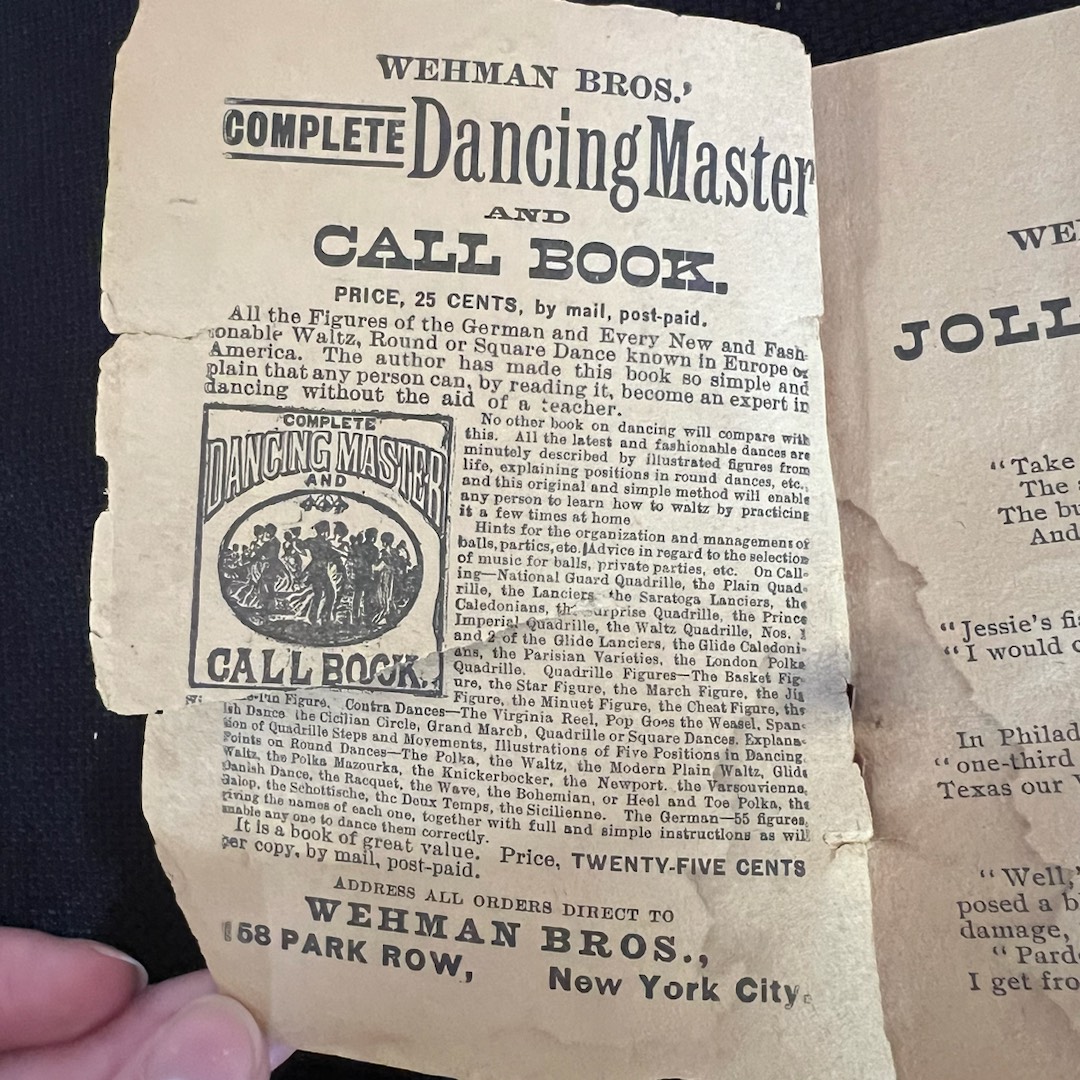 WEHMAN BROS.'
COMPLETE Dancing Master
AND
CALL BOOK.
PRICE, 25 CENTS, by mail, post-paid.
All the Figures of the German and Every New and Fash-
ionable Waltz, Round or Square Dance known in Europe or
America. The author has made this book so simple and
plain that any person can, by reading it, become an expert in
dancing without the aid of a teacher.
COMPLETE
DANCING MASTER
AND
CALL BOOK.
No other book on dancing will compare with
this. All the latest and fashionable dances are
minutely described by illustrated figures from
life, explaining positions in round dances, etc.,
and this original and simple method will enable
any person to learn how to waltz by practicing
it a few times at home
Hints for the organization and management of
balls, partics, etc. Advice in regard to the selection
of music for balls, private parties, etc. On Call-
ing—National Guard Quadrille, the Plain Quad-
rille, the Lanciers the Saratoga Lanciers, the
Caledonians, the Surprise Quadrille, the Prince
Imperial Quadrille, the Waltz Quadrille, Nos. 1
and 2 of the Glide Lanciers, the Glide Caledoni-
ans, the Parisian Varieties, the London Polka
Quadrille. Quadrille Figures—The Basket Fig-
ure, the Star Figure, the March Figure, the Jig
Figure, the Minuet Figure, the Cheat Figure, the
Figure. Contra Dances—The Virginia Reel, Pop Goes the Weasel, Span-
ish Dance the Cicilian Circle, Grand March, Quadrille or Square Dances. Explana-
tion of Quadrille Steps and Movements, Illustrations of Five Positions in Dancing.
Points on Round Dances—The Polka, the Waltz, the Modern Plain Waltz, Glide
Waltz, the Polka Mazourka, the Knickerbocker, the Newport. the Varsouvienne,
Danish Dance, the Racquet, the Wave, the Bohemian, or Heel and Toe Polka, the
Galop, the Schottische, the Doux Temps, the Sicilienne. The German—55 figures,
giving the names of each one, together with full and simple instructions as will
enable any one to dance them correctly.
It is a book of great value. Price, TWENTY-FIVE CENTS
per copy, by mail, post-paid.
ADDRESS ALL ORDERS DIRECT TO
WEHMAN BROS.,
158 PARK ROW, New York City.
WE
JOLL
“Take
The
The bu
And
“Jessie's fi
“I would
In Philad
“one-third
Texas our
“Well,
posed a b
damage,
“Pard
I get fro